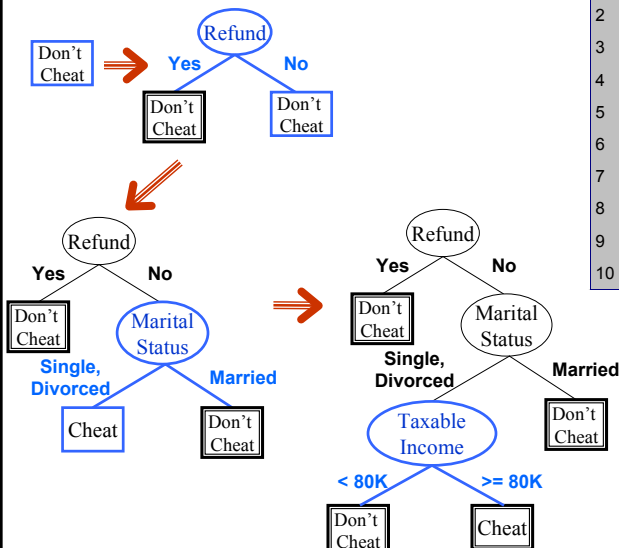 Don't
Cheat
Refund
Yes
No
Don't
Cheat
Don't
Cheat
Refund
Yes
No
Don't
Cheat
Marital
Status
Single,
Divorced
Married
Cheat
Don't
Cheat
Refund
Yes
No
Don't
Cheat
Marital
Status
Single,
Divorced
Married
Taxable
Income
Don't
Cheat
< 80K
>= 80K
Don't
Cheat
Cheat
2
3
4
5
6
7
8
9
10